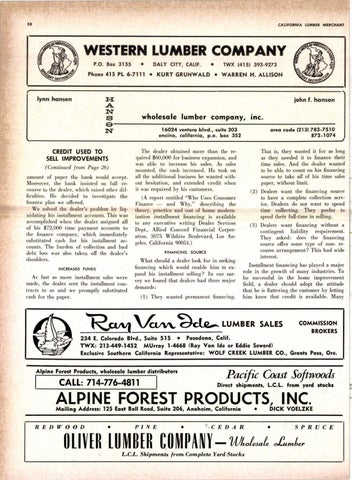 88
CALIFORNIA LUMBER MERCHANT
WESTERN LUMBER COMPANY
P.O. Box 3155 • DALY CITY, CALIF. • TWX (415) 393-9273
Phone 415 PL 6-7111 • KURT GRUNWALD • WARREN H. ALLISON
lynn hansen
HANSON
john f. hanson
wholesale lumber company, inc.
16024 ventura blvd., suite 203
encino, california, p.o. box 352
area code (213) 783-7510
872-1074
CREDIT USED TO
SELL IMPROVEMENTS
(Continued from Page 26)
amount of paper the bank would accept.
Moreover, the bank insisted on full re-
course to the dealer, which raised other dif-
ficulties. He decided to investigate the
finance plan we offered.
We solved the dealer's problem by liq-
uidating his installment accounts. This was
accomplished when the dealer assigned all
of his $72,000 time payment accounts to
the finance company, which immediately
substituted cash for his installment ac-
counts. The burden of collection and bad
debt loss was also taken off the dealer's
shoulders.
INCREASED FUNDS
As fast as more installment sales were
made, the dealer sent the installment con-
tracts to us and we promptly substituted
cash for the paper.
The dealer obtained more than the re-
quired $60,000 for business expansion, and
was able to increase his sales. As sales
mounted, the cash increased. He took on
all the additional business he wanted with-
out hesitation, and extended credit when
it was required by his customers.
(A report entitled "Who Uses Consumer
Finance — and Why," describing the
theory, practice and cost of home modern-
ization installment financing is available
to any executive writing Dealer Services
Dept, Allied Concord Financial Corpor-
ation, 3025 Wilshire Boulevard, Los An-
geles, California 90054.)
FINANCING SOURCE
What should a dealer look for in seeking
financing which would enable him to ex-
pand his installment selling? In our sur-
vey we found that dealers had three major
demands:
(1) They wanted permanent financing.
That is, they wanted it for as long
as they needed it to finance their
time sales. And the dealer wanted
to be able to count on his financing
source to take all of his time sales
paper, without limit.
(2) Dealers want the financing source
to have a complete collection serv-
ice. Dealers do not want to spend
time collecting. They prefer to
spend their full-time in selling.
(3) Dealers want financing without a
contingent liability requirement.
They asked: does the financing
source offer some type of non-re-
course arrangement? This had wide
interest.
Installment financing has played a major
role in the growth of many industries. To
be successful in the home improvement
field, a dealer should adopt the attitude
that he is flattering the customer by letting
him know that credit is available. Many
Ray Van Ide LUMBER SALES
COMMISSION
BROKERS
234 E. Colorado Blvd., Suite 515 • Pasadena, Calif.
TWX: 213-449-1452 MUrray 1-4668 (Ray Van Ide or Eddie Seward)
Exclusive Southern California Representative: WOLF CREEK LUMBER CO., Grants Pass, Ore.
Alpine Forest Products, wholesale lumber distributors
Pacific Coast Softwoods
CALL: 714-776-4811
Direct shipments, L.C.L. from yard stocks
ALPINE FOREST PRODUCTS, INC.
Mailing Address: 125 East Ball Road, Suite 206, Anaheim, California • DICK VOELZKE
REDWOOD • PINE • CEDAR • SPRUCE
OLIVER LUMBER COMPANY—Wholesale Lumber
L.C.L. Shipments from Complete Yard Stocks